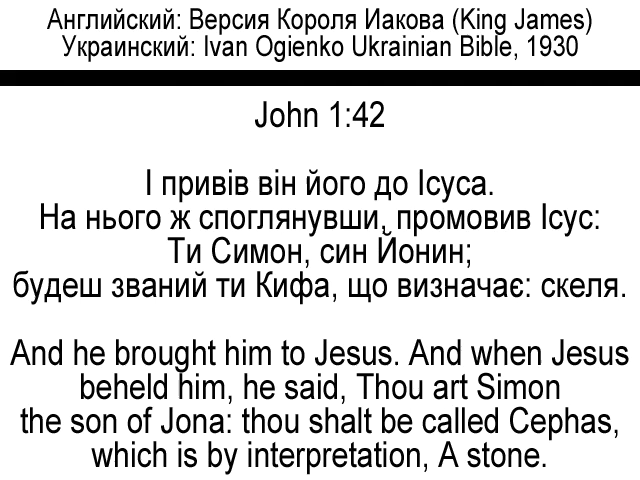 Английский: Версия Короля Иакова (King James)
Украинский: Ivan Ogienko Ukrainian Bible, 1930
John 1:42
І привів він його до Ісуса.
На нього ж споглянувши, промовив Ісус:
Ти Симон, син Йонин;
будеш званий ти Кифа, що визначає: скеля.
And he brought him to Jesus. And when Jesus
beheld him, he said, Thou art Simon
the son of Jona: thou shalt be called Cephas,
which is by interpretation, A stone.